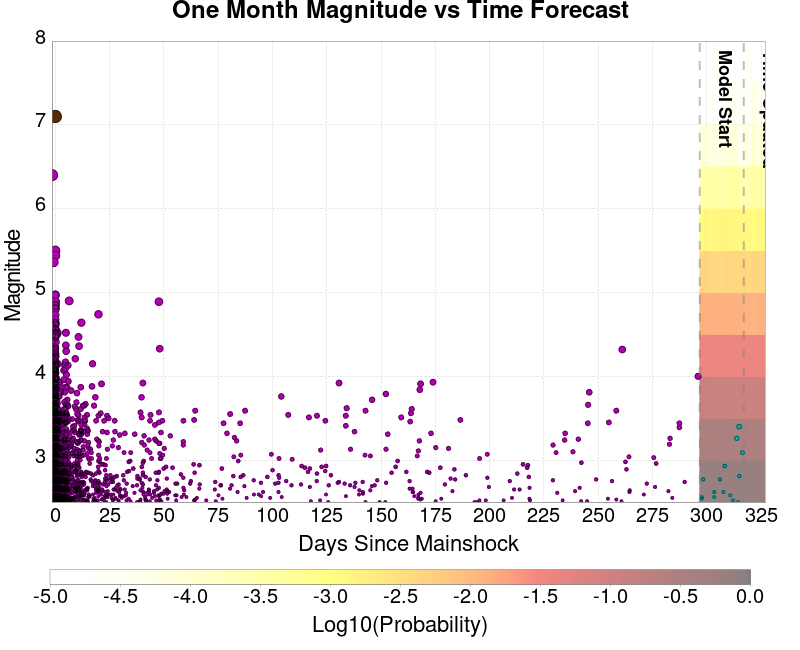 One Month Magnitude vs Time Forecast
8
7
6
5
4
3
Magnitude
Model Start
0 25 50 75 100 125 150 175 200 225 250 275 300 325
Days Since Mainshock
-5.0 -4.5 -4.0 -3.5 -3.0 -2.5 -2.0 -1.5 -1.0 -0.5 0.0
Log10(Probability)